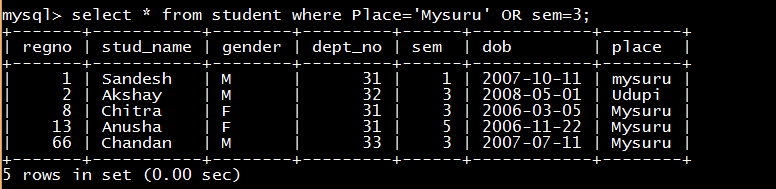 mysql> select * from student where Place='Mysuru' OR sem=3;
+-------+-----------+--------+---------+------+------------+--------+
| regno | stud_name | gender | dept_no | sem  | dob        | place  |
+-------+-----------+--------+---------+------+------------+--------+
|     1 | Sandesh   | M      |      31 |    1 | 2007-10-11 | mysuru |
|     2 | Akshay    | M      |      32 |    3 | 2008-05-01 | Udupi  |
|     8 | Chitra    | F      |      31 |    3 | 2006-03-05 | Mysuru |
|    13 | Anusha    | F      |      31 |    5 | 2006-11-22 | Mysuru |
|    66 | Chandan   | M      |      33 |    3 | 2007-07-11 | Mysuru |
+-------+-----------+--------+---------+------+------------+--------+
5 rows in set (0.00 sec)